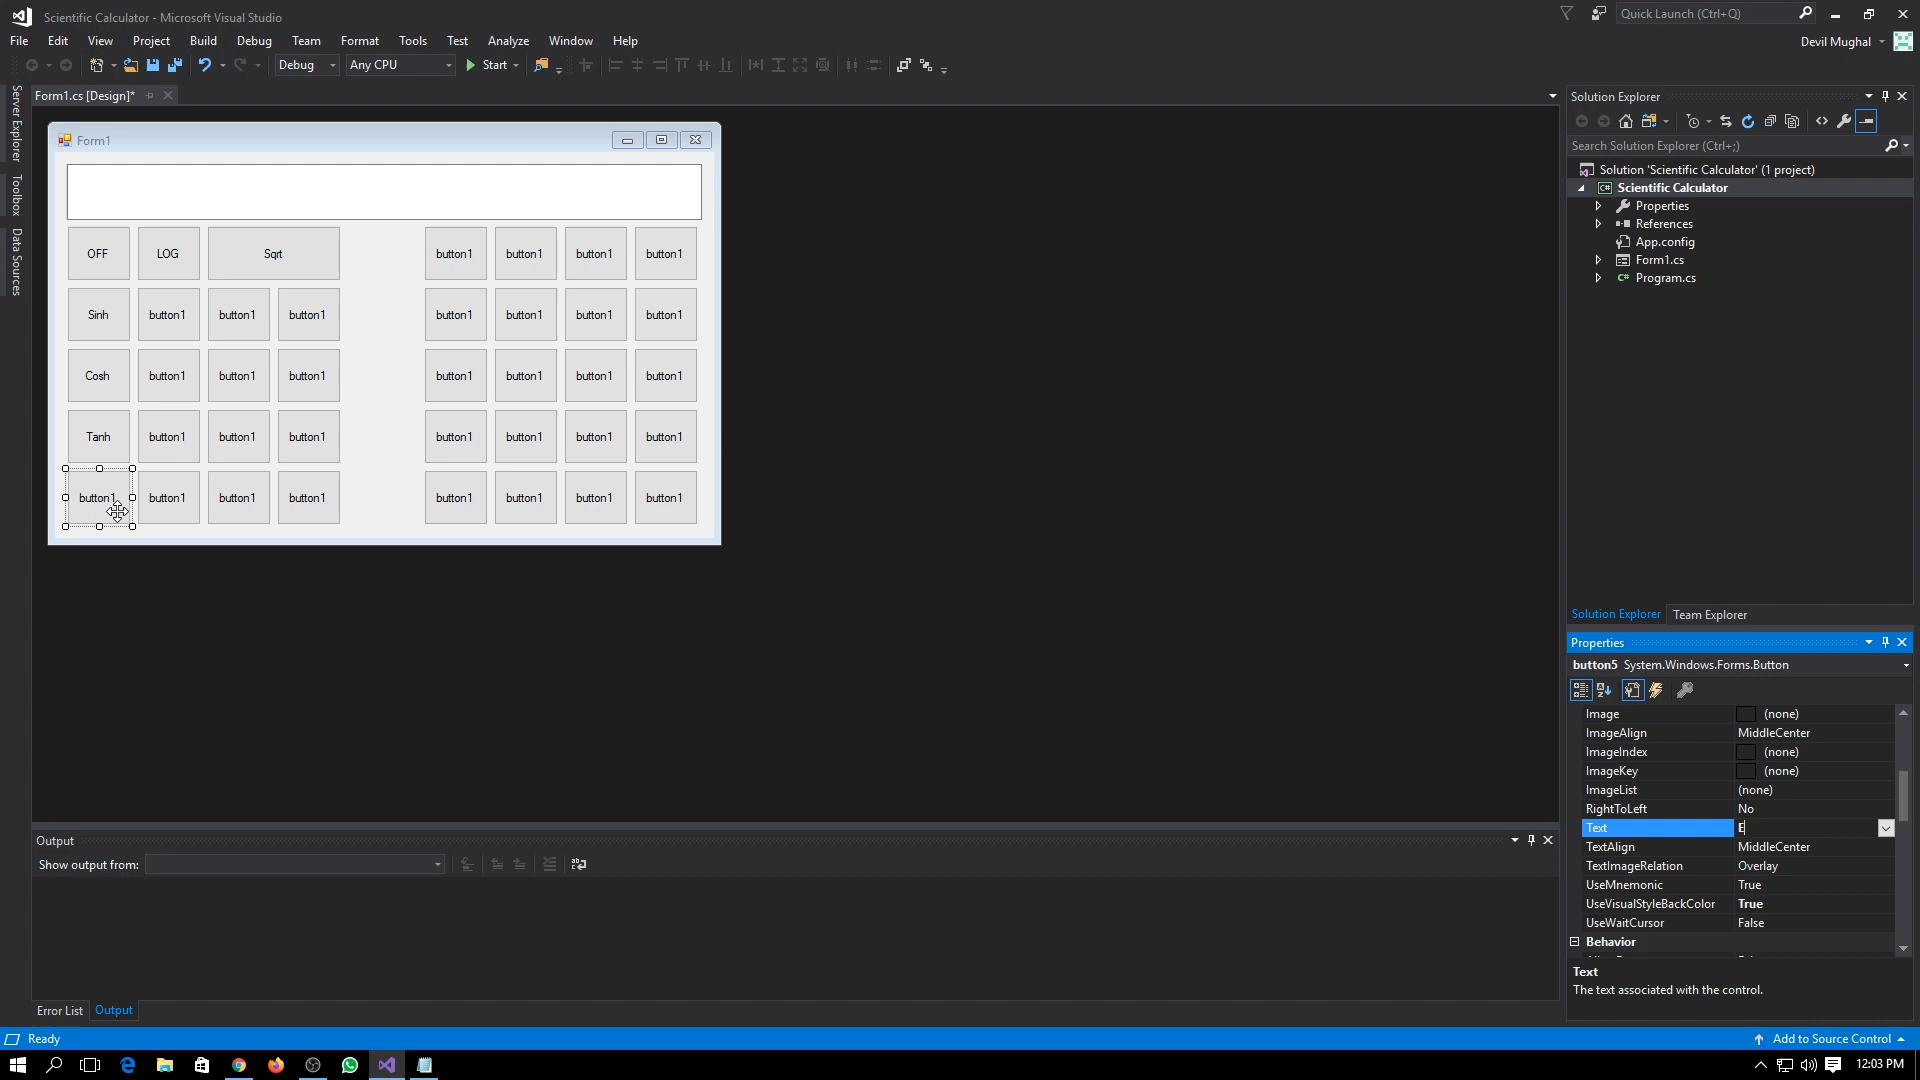 Scientific Calculator - Microsoft Visual Studio
Quick Launch (Ctrl+Q)
File Edit View Project Build Debug Team Format Tools Test Analyze Window Help
Devil Mughal
Debug Any CPU Start
Server Explorer
Toolbox
Data Sources
Form1.cs [Design]*
Form1
OFF LOG Sqrt button1 button1 button1 button1
Sinh button1 button1 button1 button1 button1 button1 button1
Cosh button1 button1 button1 button1 button1 button1 button1
Tanh button1 button1 button1 button1 button1 button1 button1
button1 button1 button1 button1 button1 button1 button1 button1
Solution Explorer
Search Solution Explorer (Ctrl+;)
Solution 'Scientific Calculator' (1 project)
C# Scientific Calculator
Properties
References
App.config
Form1.cs
C# Program.cs
Solution Explorer Team Explorer
Properties
button5 System.Windows.Forms.Button
Image (none)
ImageAlign MiddleCenter
ImageIndex (none)
ImageKey (none)
ImageList (none)
RightToLeft No
Text E
TextAlign MiddleCenter
TextImageRelation Overlay
UseMnemonic True
UseVisualStyleBackColor True
UseWaitCursor False
Behavior
Text
The text associated with the control.
Output
Show output from:
Error List Output
Ready
Add to Source Control
12:03 PM